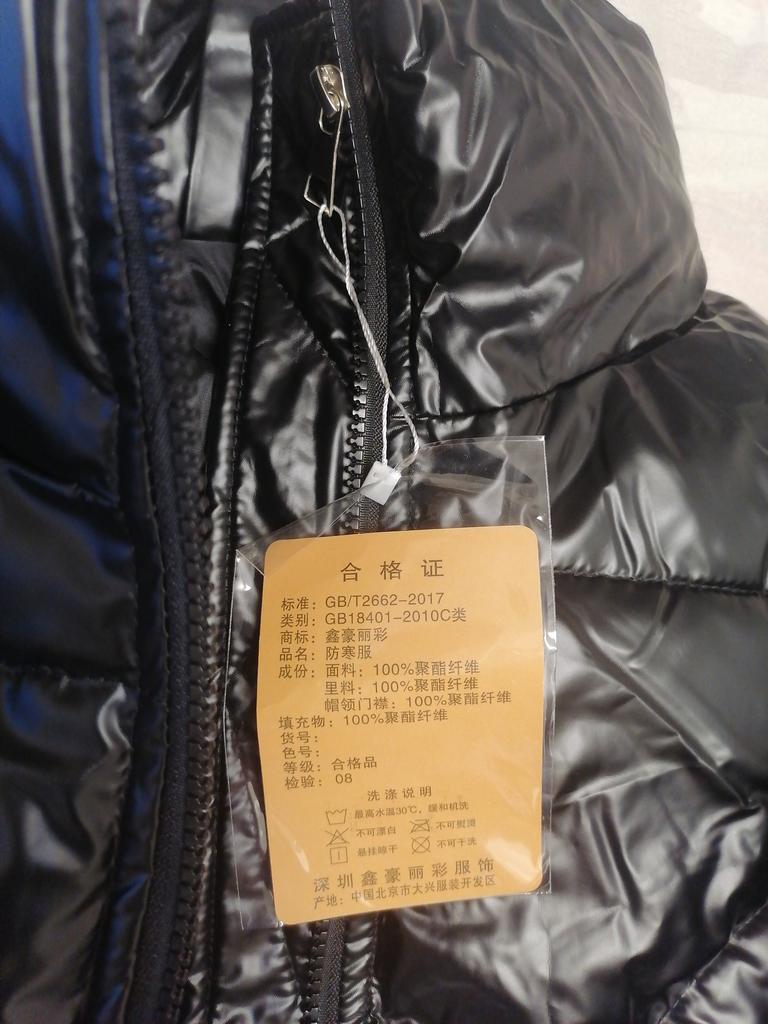 合格证
标准：GB/T2662-2017
类别：GB18401-2010C类
商标：鑫豪丽彩
品名：防寒服
成份：面料：100%聚酯纤维
里料：100%聚酯纤维
帽领门襟：100%聚酯纤维
填充物：100%聚酯纤维
货号：
色号：
等级：合格品
检验：08
洗涤说明
最高水温30℃，缓和机洗
不可漂白 不可熨烫
悬挂晾干 不可干洗
深圳鑫豪丽彩服饰
产地：中国北京市大兴服装开发区